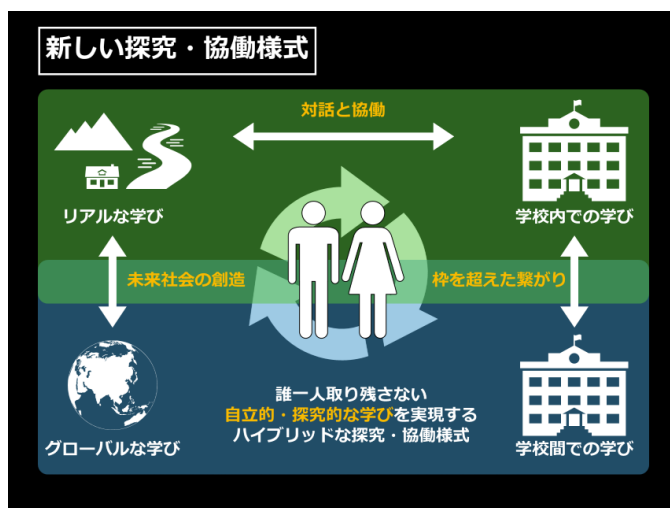 新しい探究・協働様式
対話と協働
リアルな学び
学校内での学び
未来社会の創造
枠を超えた繋がり
グローバルな学び
誰一人取り残さない
自立的・探究的な学びを実現する
ハイブリッドな探究・協働様式
学校間での学び